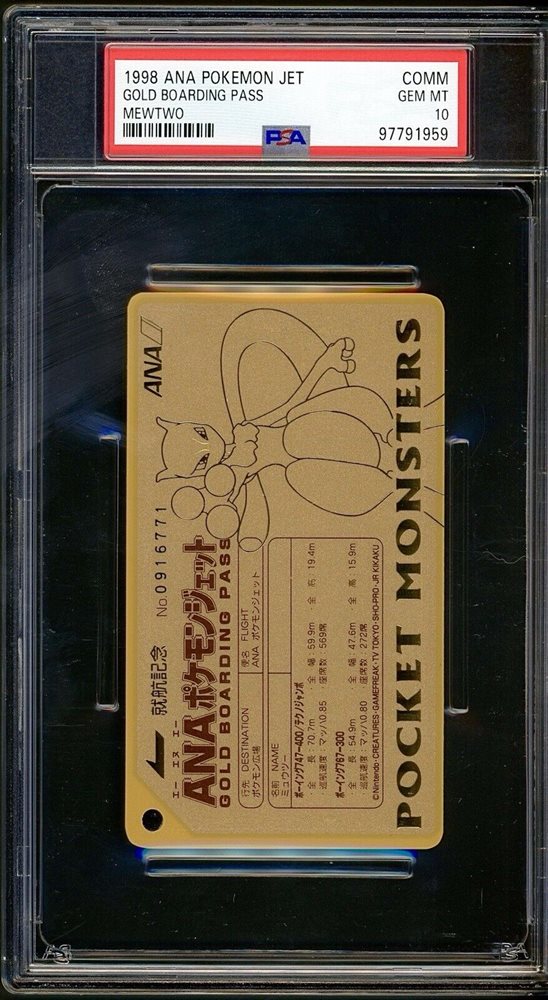 1998 ANA POKEMON JET COMM
GOLD BOARDING PASS GEM MT
MEWTWO 10
PSA 97791959
ANA
就航記念 No.0916771
エー エヌ エー
ANAポケモンジェット
GOLD BOARDING PASS
行先 DESTINATION 便名 FLIGHT
ポケモン広場 ANA ポケモンジェット
名前 NAME
ミュウツー
ボーイング747-400/テクノジャンボ
・全 長:70.7m ・全 幅:59.9m ・全 高:19.4m
・巡航速度:マッハ0.85 ・座席数:569席
ボーイング767-300
・全 長:54.9m ・全 幅:47.6m ・全 高:15.9m
・巡航速度:マッハ0.80 ・座席数:272席
©Nintendo·CREATURES·GAMEFREAK·TV TOKYO·SHO-PRO·JR KIKAKU
POCKET MONSTERS